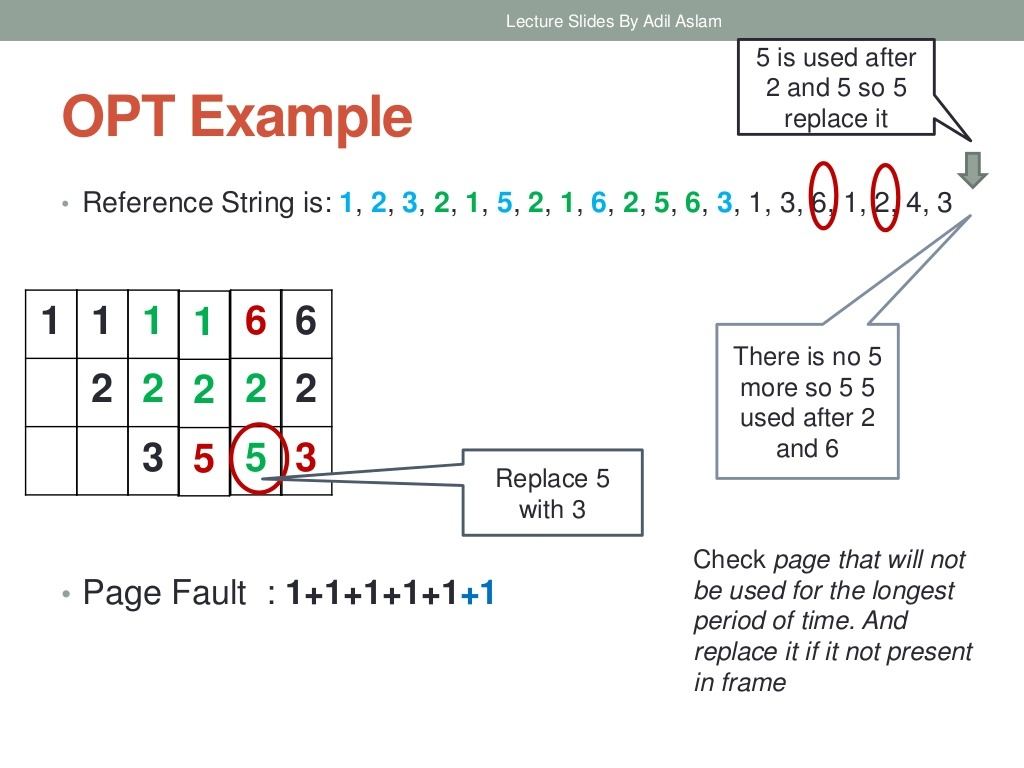 Lecture Slides By Adil Aslam
5 is used after
2 and 5 so 5
replace it
OPT Example
• Reference String is: 1, 2, 3, 2, 1, 5, 2, 1, 6, 2, 5, 6, 3, 1, 3, 6, 1, 2, 4, 3
1 1 1 1 6 6
2 2 2 2 2
3 5 5 3
There is no 5
more so 5 5
used after 2
and 6
Replace 5
with 3
• Page Fault : 1+1+1+1+1+1
Check page that will not
be used for the longest
period of time. And
replace it if it not present
in frame